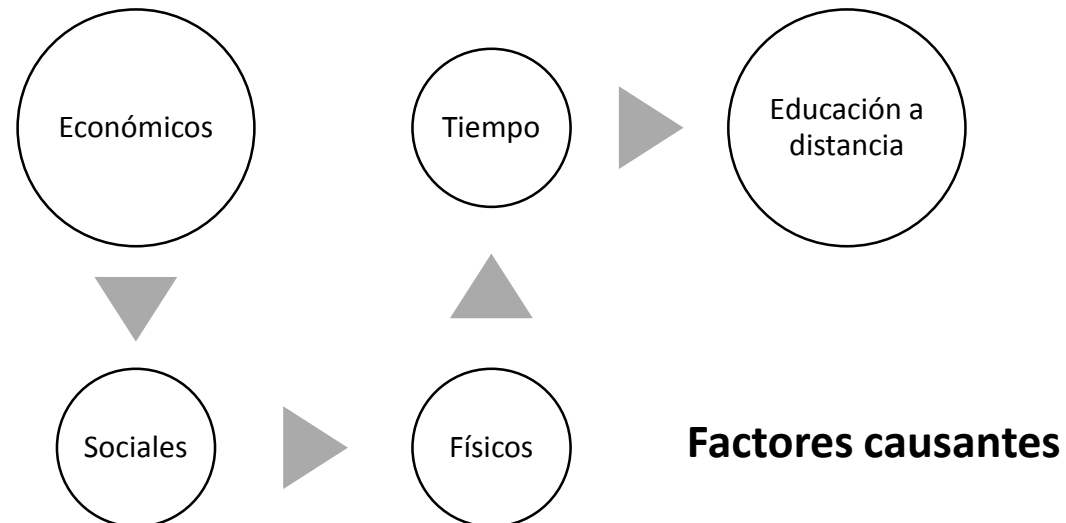 Económicos
Sociales
Físicos
Tiempo
Educación a
distancia
Factores causantes